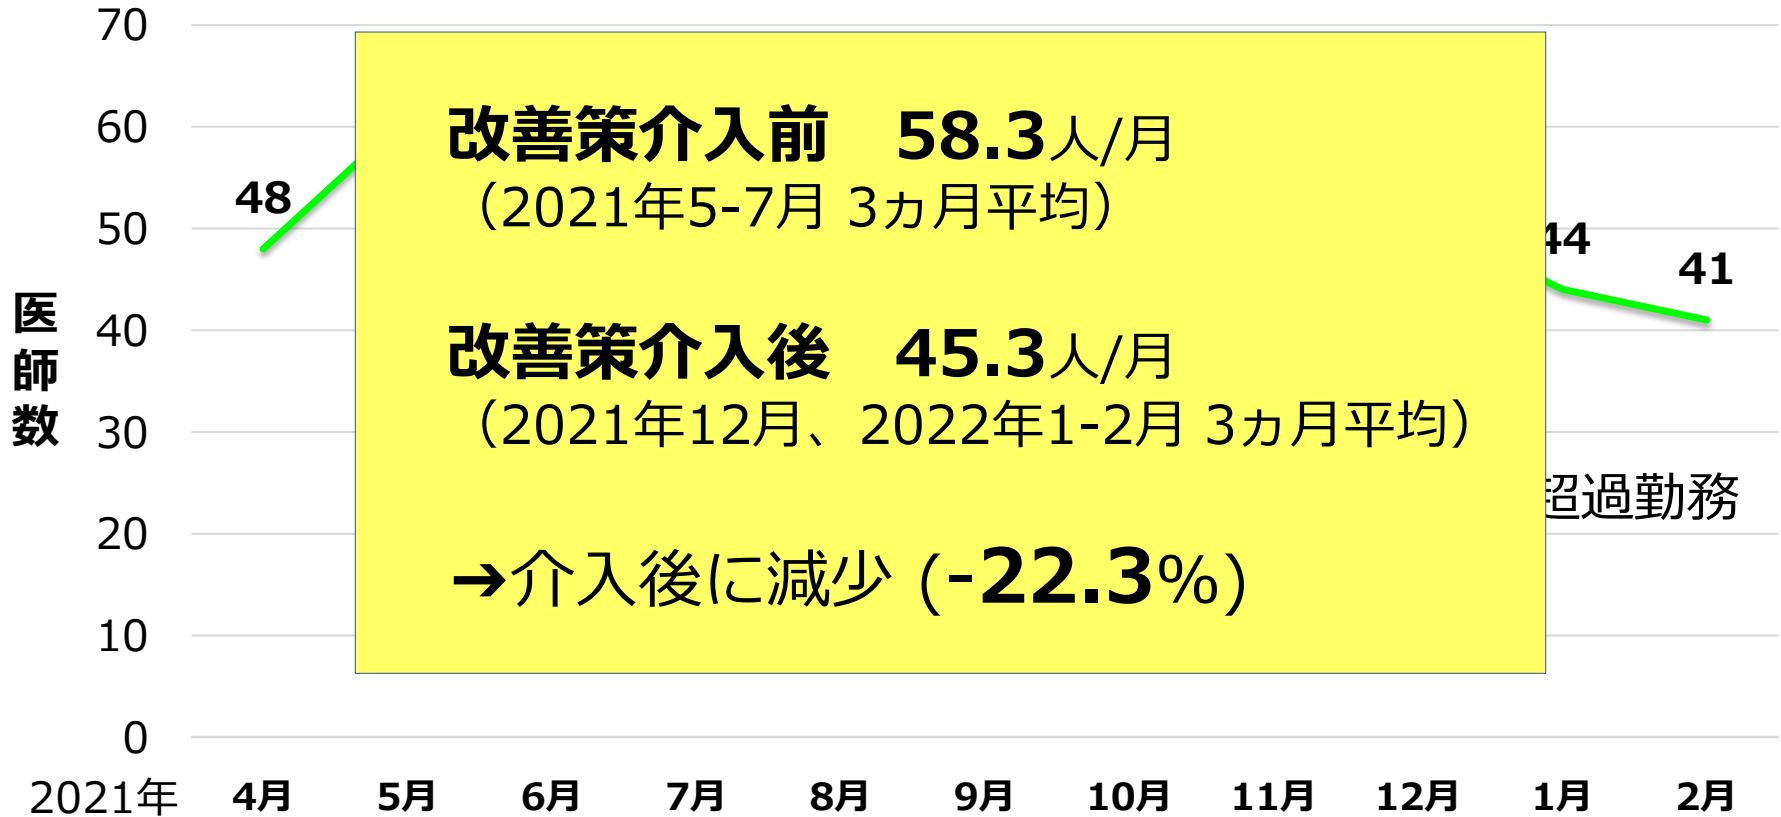 70
60
50
40
30
20
10
0
医師数
48
44
41
改善策介入前　58.3人/月
（2021年5-7月 3ヵ月平均）
改善策介入後　45.3人/月
（2021年12月、2022年1-2月 3ヵ月平均）
➔介入後に減少 (-22.3%)
超過勤務
2021年 4月 5月 6月 7月 8月 9月 10月 11月 12月 1月 2月